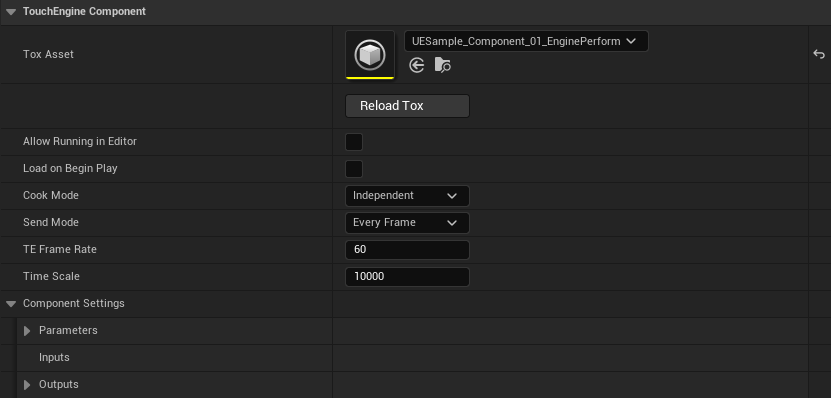 TouchEngine Component
Tox Asset
UESample_Component_01_EnginePerform
Reload Tox
Allow Running in Editor
Load on Begin Play
Cook Mode Independent
Send Mode Every Frame
TE Frame Rate 60
Time Scale 10000
Component Settings
Parameters
Inputs
Outputs